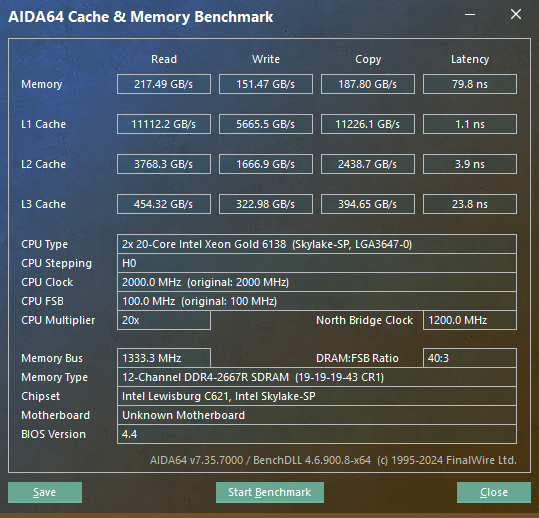 AIDA64 Cache & Memory Benchmark
Read Write Copy Latency
Memory 217.49 GB/s 151.47 GB/s 187.80 GB/s 79.8 ns
L1 Cache 11112.2 GB/s 5665.5 GB/s 11226.1 GB/s 1.1 ns
L2 Cache 3768.3 GB/s 1666.9 GB/s 2438.7 GB/s 3.9 ns
L3 Cache 454.32 GB/s 322.98 GB/s 394.65 GB/s 23.8 ns
CPU Type 2x 20-Core Intel Xeon Gold 6138 (Skylake-SP, LGA3647-0)
CPU Stepping H0
CPU Clock 2000.0 MHz (original: 2000 MHz)
CPU FSB 100.0 MHz (original: 100 MHz)
CPU Multiplier 20x North Bridge Clock 1200.0 MHz
Memory Bus 1333.3 MHz DRAM:FSB Ratio 40:3
Memory Type 12-Channel DDR4-2667R SDRAM (19-19-19-43 CR1)
Chipset Intel Lewisburg C621, Intel Skylake-SP
Motherboard Unknown Motherboard
BIOS Version 4.4
AIDA64 v7.35.7000 / BenchDLL 4.6.900.8-x64 (c) 1995-2024 FinalWire Ltd.
Save Start Benchmark Close